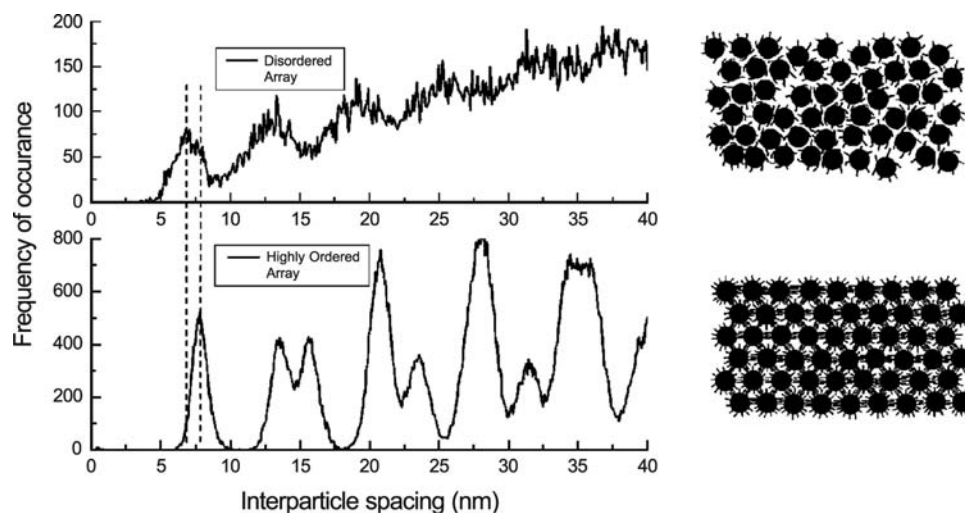 Frequency of occurance
200
150
100
50
0
Disordered
Array
0 5 10 15 20 25 30 35 40
800
600
400
200
0
Highly Ordered
Array
0 5 10 15 20 25 30 35 40
Interparticle spacing (nm)